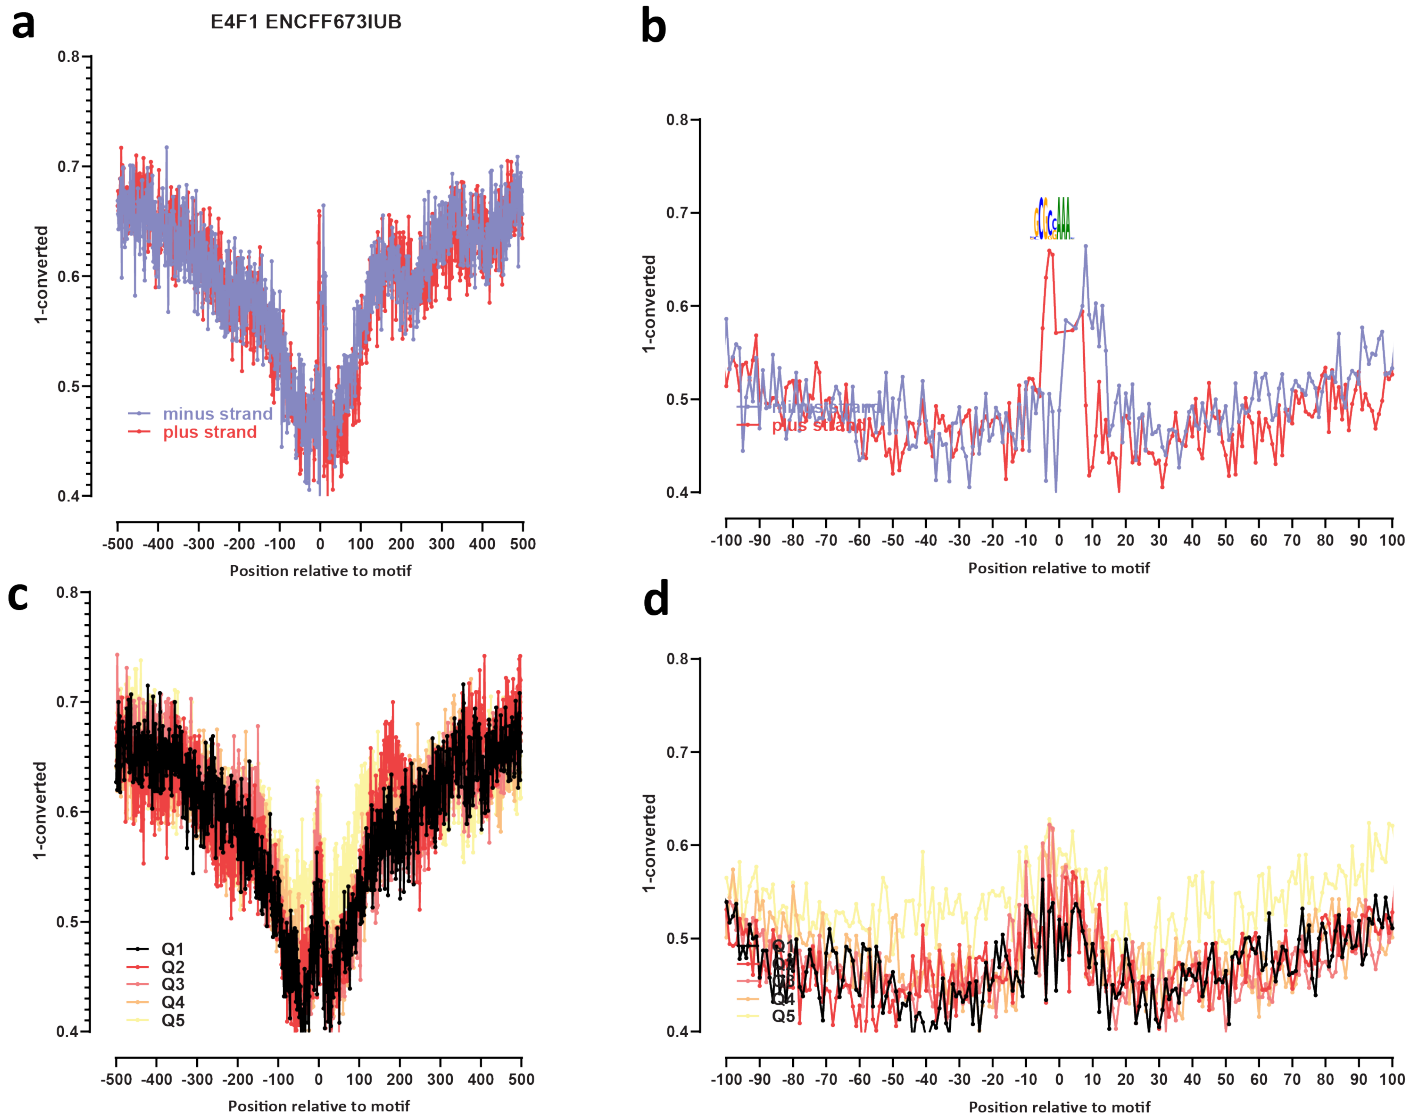 a
E4F1 ENCFF673IUB
0.8
0.7
0.6
0.5
0.4
1-converted
minus strand
plus strand
-500 -400 -300 -200 -100 0 100 200 300 400 500
Position relative to motif
b
0.8
0.7
0.6
0.5
0.4
1-converted
minus strand
plus strand
-100 -90 -80 -70 -60 -50 -40 -30 -20 -10 0 10 20 30 40 50 60 70 80 90 100
Position relative to motif
c
0.8
0.7
0.6
0.5
0.4
1-converted
Q1
Q2
Q3
Q4
Q5
-500 -400 -300 -200 -100 0 100 200 300 400 500
Position relative to motif
d
0.8
0.7
0.6
0.5
0.4
1-converted
Q1
Q3
Q4
Q5
-100 -90 -80 -70 -60 -50 -40 -30 -20 -10 0 10 20 30 40 50 60 70 80 90 100
Position relative to motif